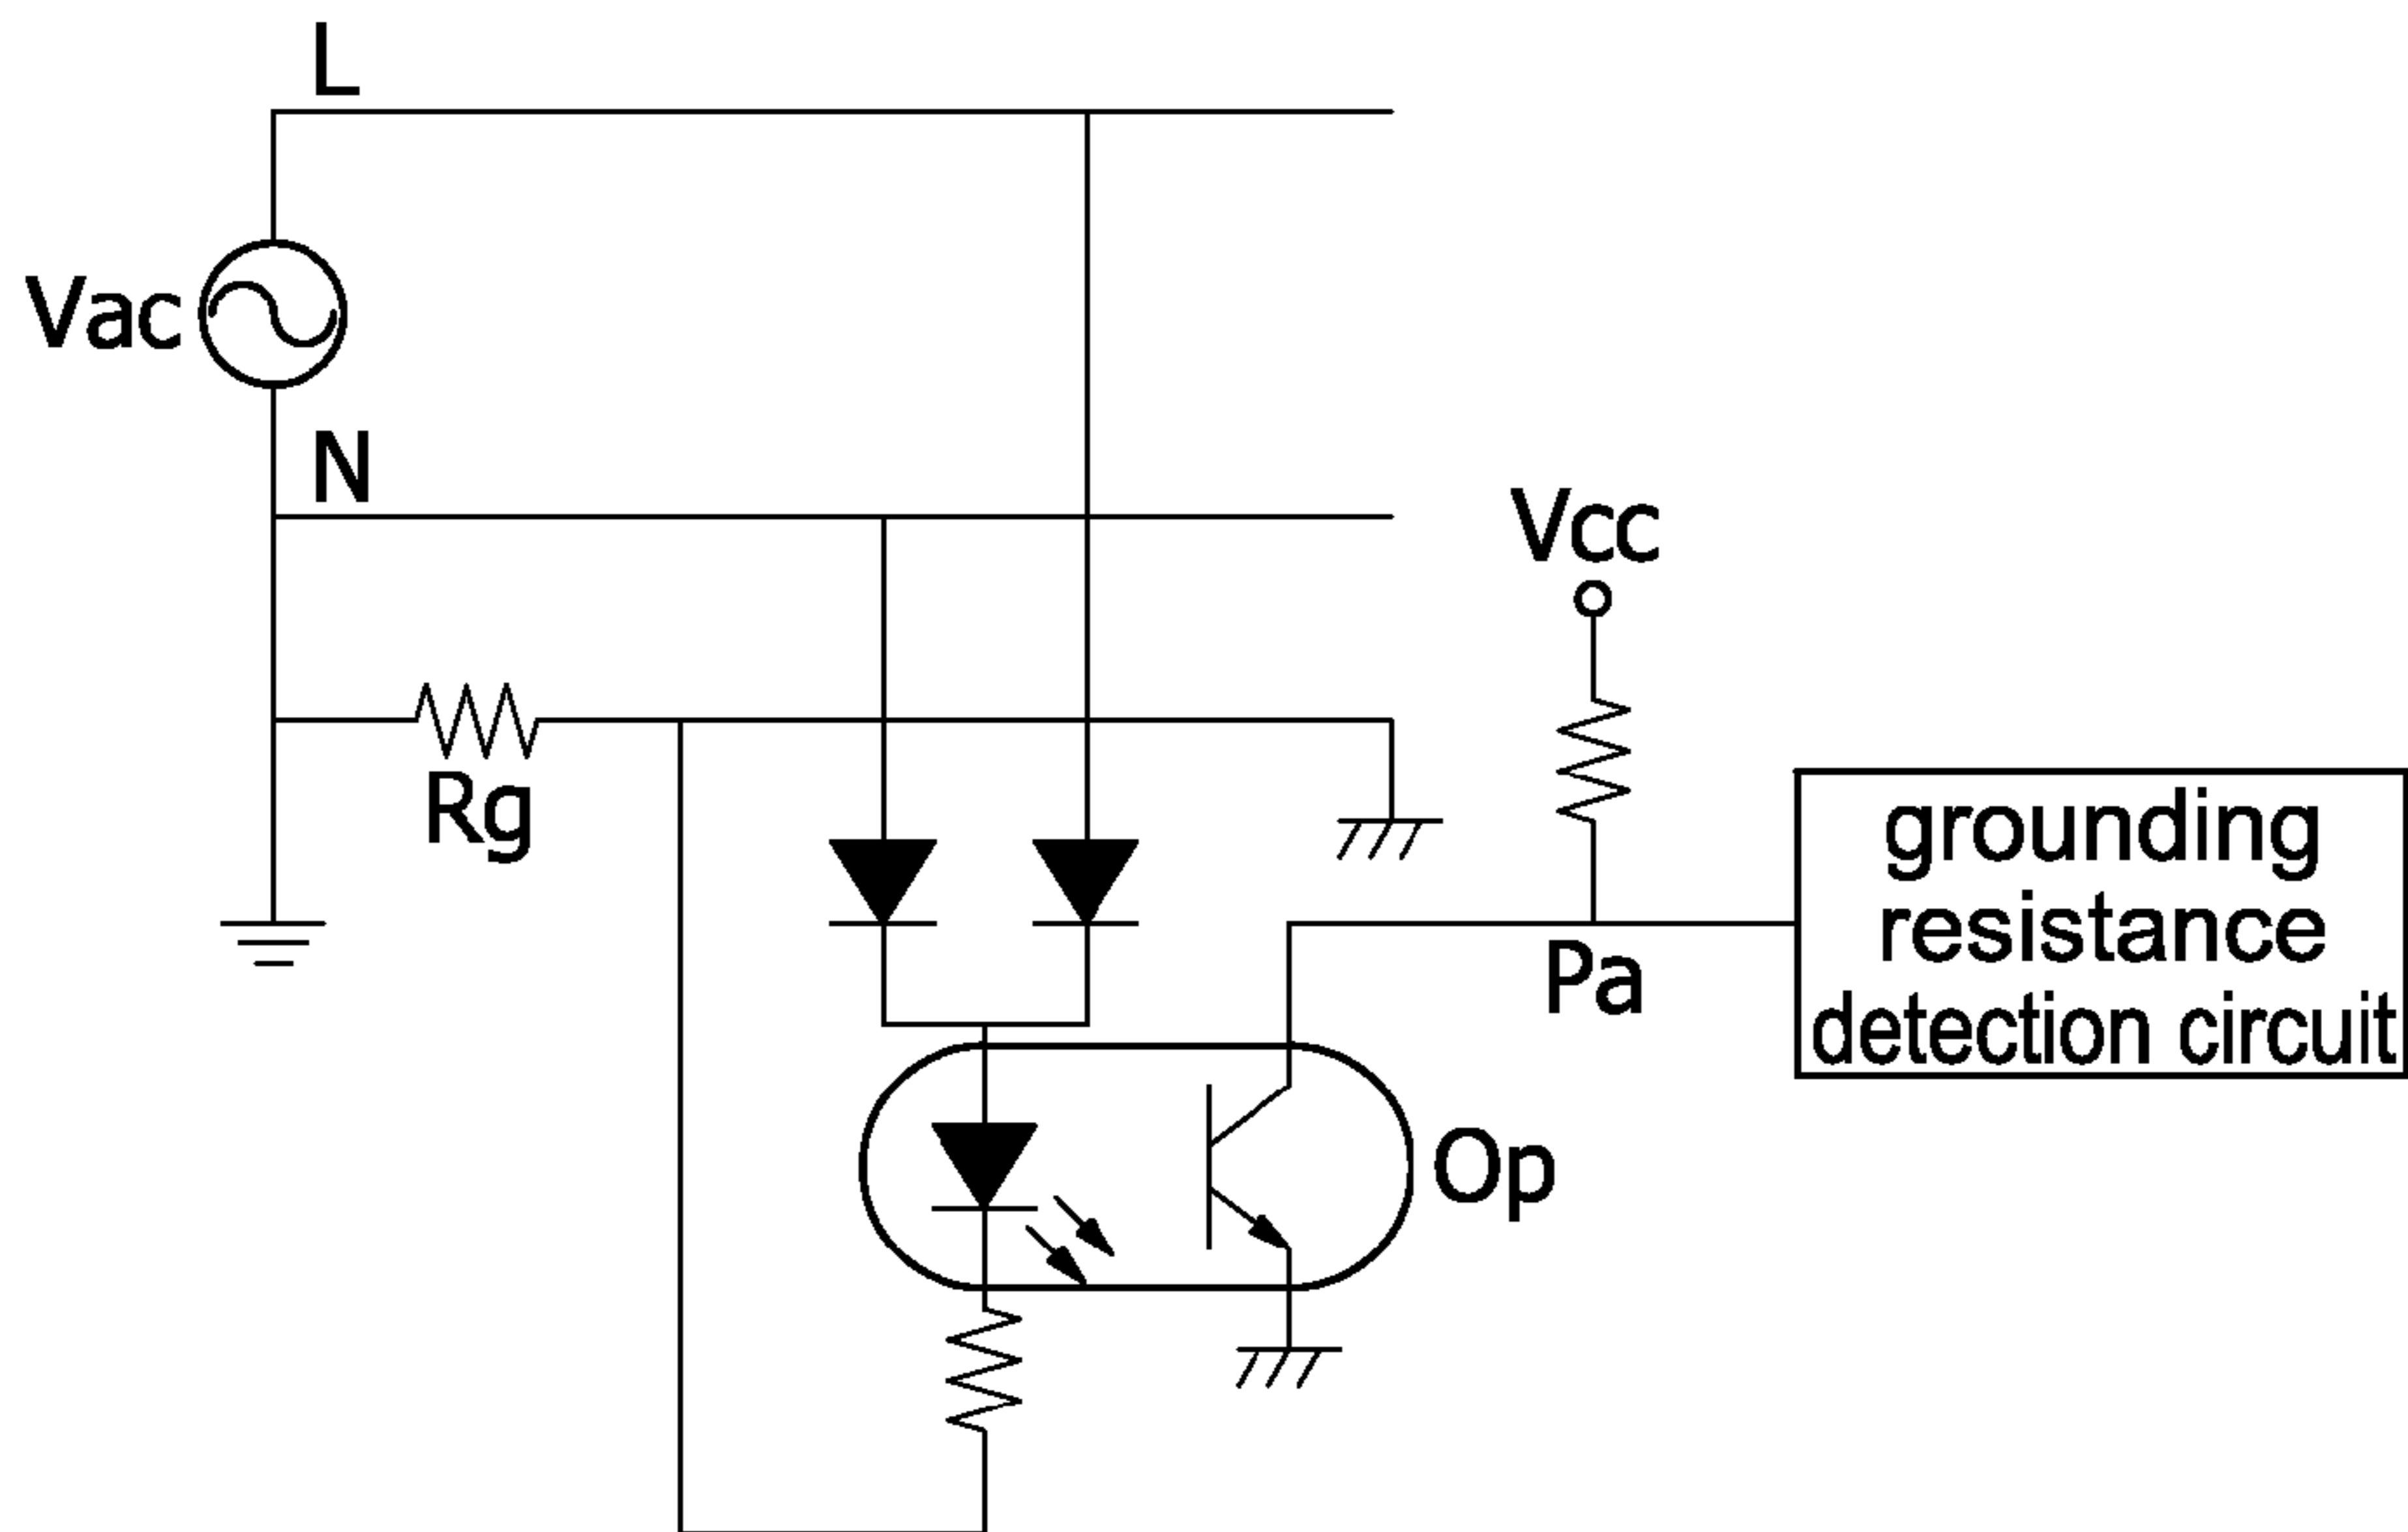 L
Vac
N
Vcc
Rg
grounding
resistance
detection circuit
Pa
Op